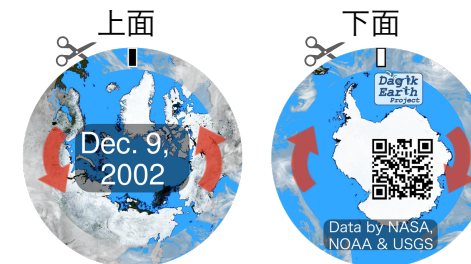 上面
下面
Dec. 9,
2002
Dagik
Earth
Project
Data by NASA,
NOAA & USGS